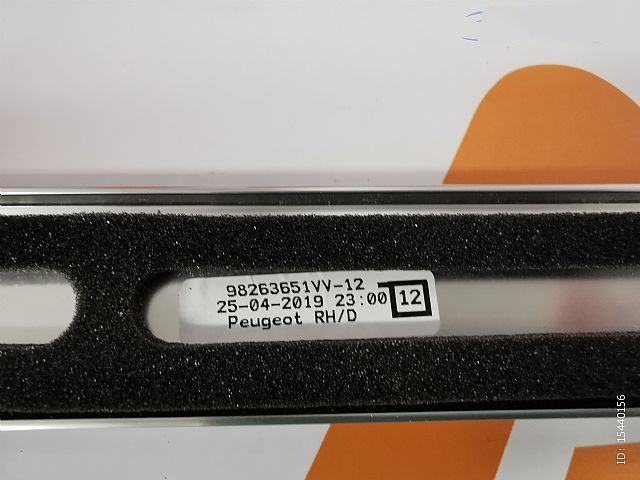 98263651VV-12
25-04-2019 23:00
12
Peugeot RH/D
ID: 15440156